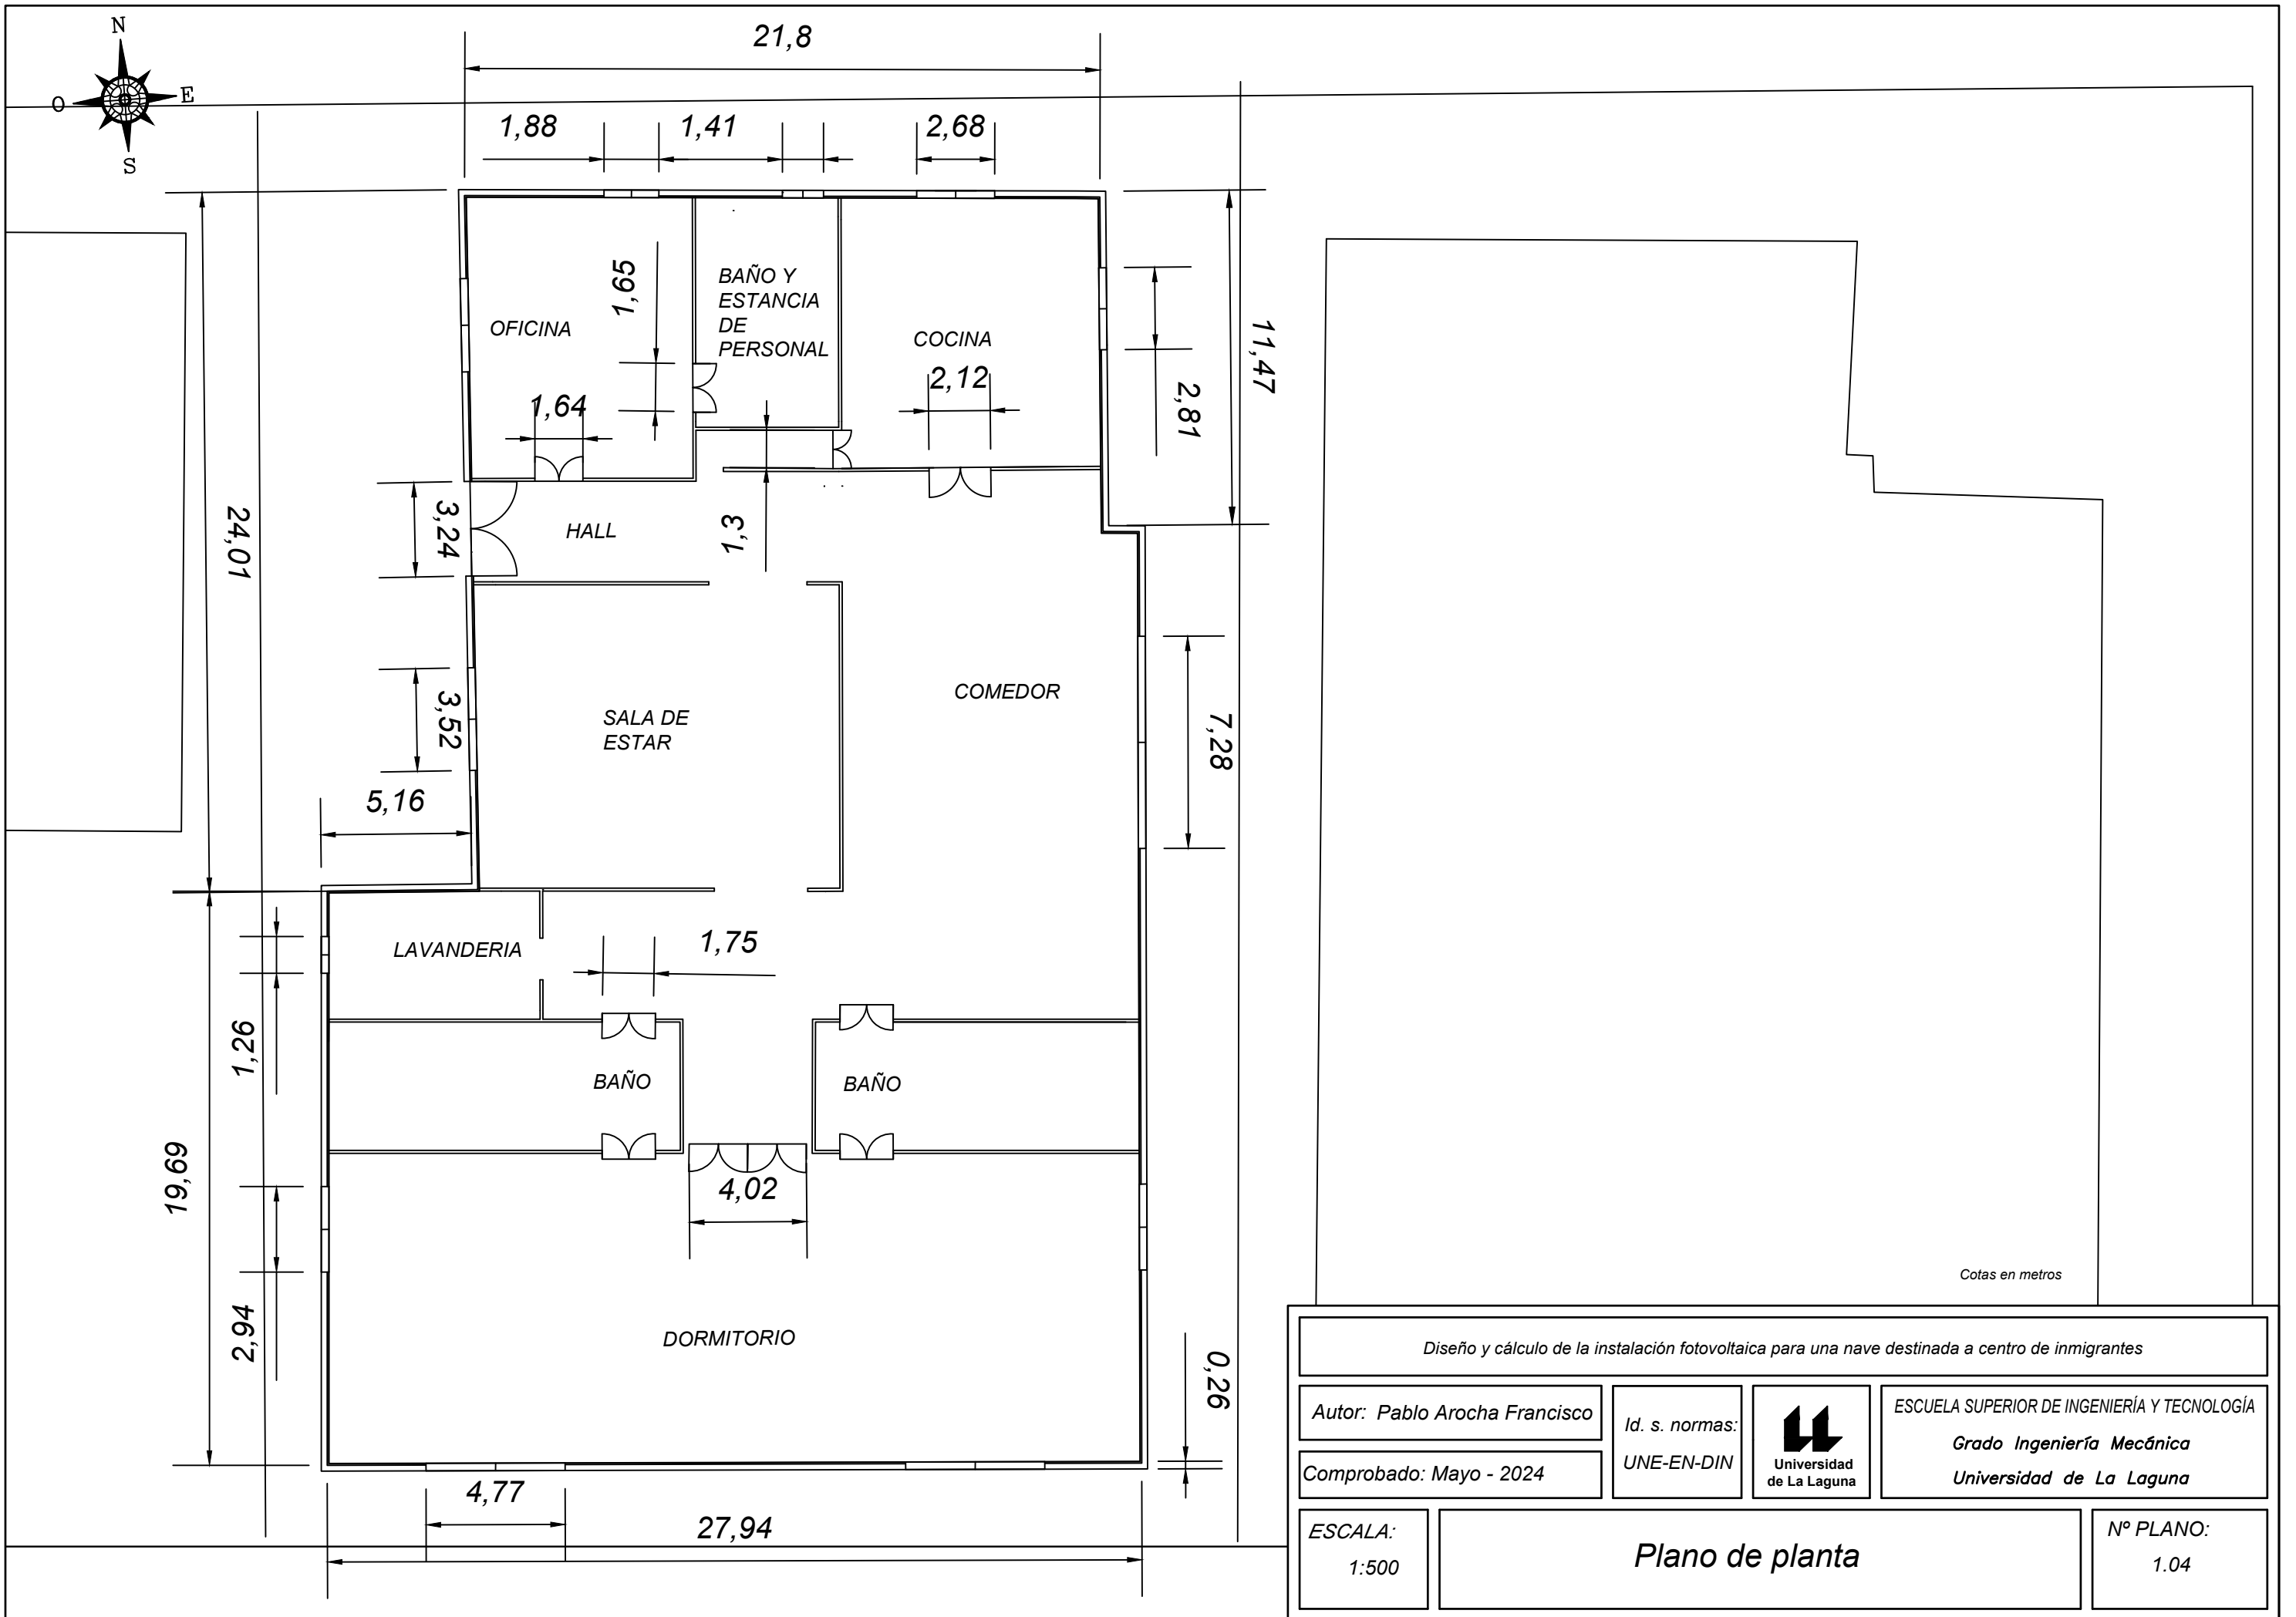 N
O
E
S
21,8
1,88
1,41
2,68
BAÑO Y
ESTANCIA
DE
PERSONAL
1,65
OFICINA
COCINA
2,12
1,64
2,81
11,47
24,01
3,24
HALL
1,3
3,52
SALA DE
ESTAR
COMEDOR
7,28
5,16
LAVANDERIA
1,75
1,26
BAÑO
BAÑO
19,69
4,02
2,94
DORMITORIO
0,26
4,77
27,94
Cotas en metros
Diseño y cálculo de la instalación fotovoltaica para una nave destinada a centro de inmigrantes
Autor: Pablo Arocha Francisco
Comprobado: Mayo - 2024
Id. s. normas:
UNE-EN-DIN
Universidad
de La Laguna
ESCUELA SUPERIOR DE INGENIERÍA Y TECNOLOGÍA
Grado Ingeniería Mecánica
Universidad de La Laguna
ESCALA:
1:500
Plano de planta
Nº PLANO:
1.04